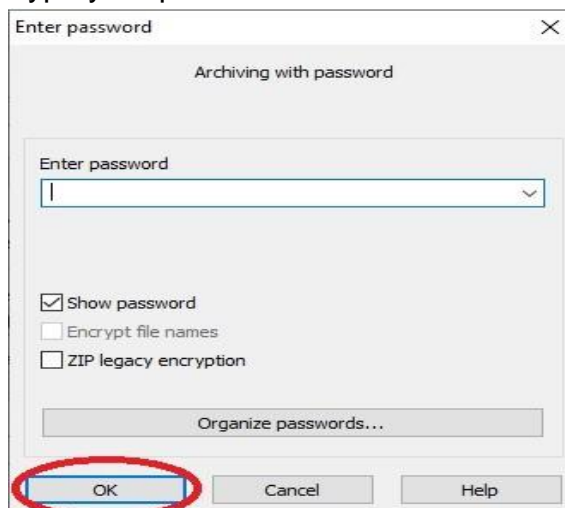 Enter password
Archiving with password
Enter password
Show password
Encrypt file names
ZIP legacy encryption
Organize passwords...
OK Cancel Help